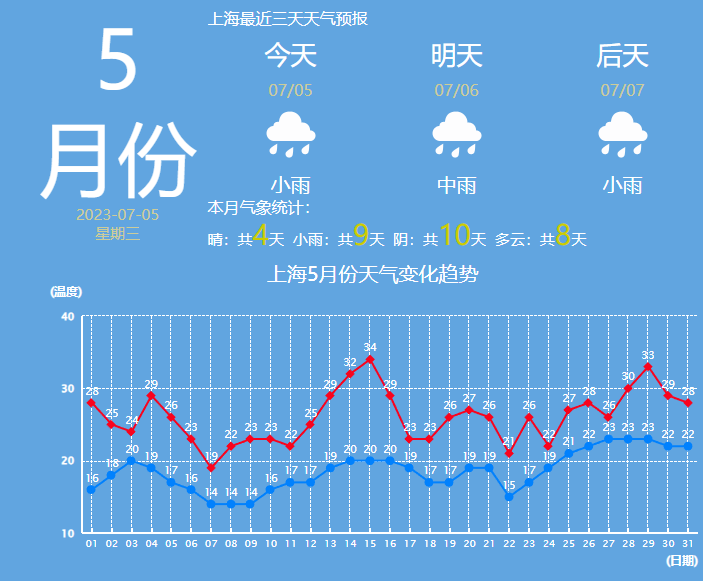 5
月份
2023-07-05
星期三
上海最近三天天气预报
今天 明天 后天
07/05 07/06 07/07
小雨 中雨 小雨
本月气象统计：
晴：共4天 小雨：共9天 阴：共10天 多云：共8天
上海5月份天气变化趋势
(温度)
40
30
20
10
28 25 24 29 26 23 19 22 23 23 22 25 29 32 34 29 23 23 26 27 26 21 26 22 27 28 26 30 33 29 28
16 18 20 19 17 16 14 14 14 16 17 17 19 20 20 20 19 17 17 19 19 15 17 19 21 22 23 23 23 22 22
01 02 03 04 05 06 07 08 09 10 11 12 13 14 15 16 17 18 19 20 21 22 23 24 25 26 27 28 29 30 31
(日期)